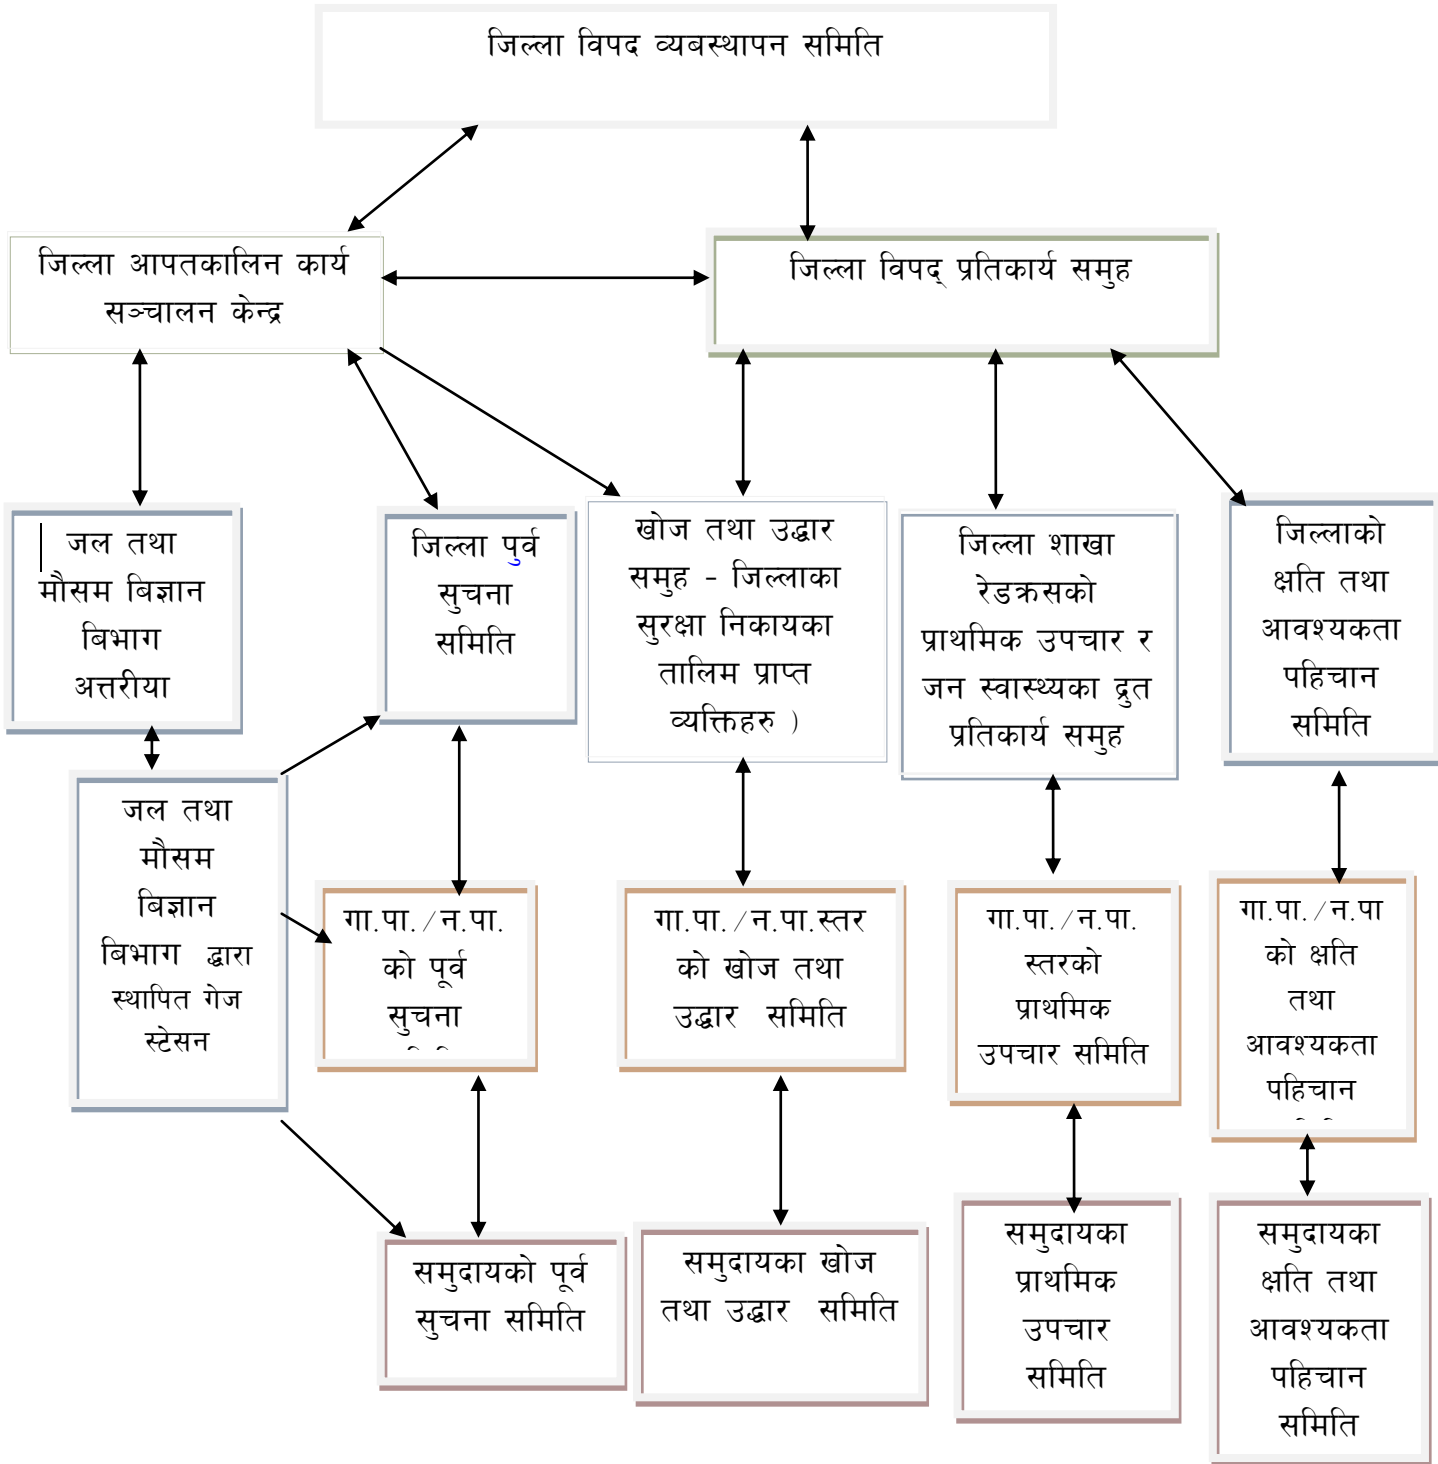 जिल्ला विपद व्यबस्थापन समिति
जिल्ला आपतकालिन कार्य
सञ्चालन केन्द्र
जिल्ला विपद् प्रतिकार्य समुह
जल तथा
मौसम बिज्ञान
बिभाग
अत्तरीया
जिल्ला पुर्व
सुचना
समिति
खोज तथा उद्धार
समुह - जिल्लाका
सुरक्षा निकायका
तालिम प्राप्त
व्यक्तिहरु )
जिल्ला शाखा
रेडक्रसको
प्राथमिक उपचार र
जन स्वास्थ्यका द्रुत
प्रतिकार्य समुह
जिल्लाको
क्षति तथा
आवश्यकता
पहिचान
समिति
जल तथा
मौसम
बिज्ञान
बिभाग द्धारा
स्थापित गेज
स्टेसन
गा.पा./न.पा.
को पूर्व
सुचना
गा.पा./न.पा.स्तर
को खोज तथा
उद्धार समिति
गा.पा./न.पा.
स्तरको
प्राथमिक
उपचार समिति
गा.पा./न.पा
को क्षति
तथा
आवश्यकता
पहिचान
समुदायको पूर्व
सुचना समिति
समुदायका खोज
तथा उद्धार समिति
समुदायका
प्राथमिक
उपचार
समिति
समुदायका
क्षति तथा
आवश्यकता
पहिचान
समिति